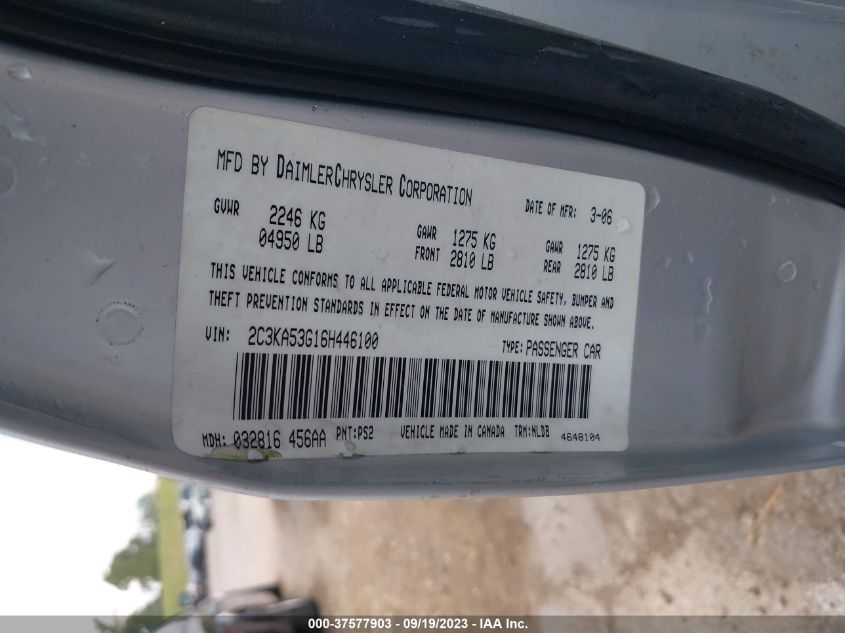 MFD BY DAIMLERCHRYSLER CORPORATION DATE OF MFR: 3-06
GVWR 2246 KG GAWR 1275 KG GAWR 1275 KG
04950 LB FRONT 2810 LB REAR 2810 LB
THIS VEHICLE CONFORMS TO ALL APPLICABLE FEDERAL MOTOR VEHICLE SAFETY, BUMPER AND
THEFT PREVENTION STANDARDS IN EFFECT ON THE DATE OF MANUFACTURE SHOWN ABOVE.
VIN: 2C3KA53G16H446100 TYPE: PASSENGER CAR
MDH: 032816 456AA PNT:PS2 VEHICLE MADE IN CANADA TRM:NLDB 4648104
000-37577903 - 09/19/2023 - IAA Inc.